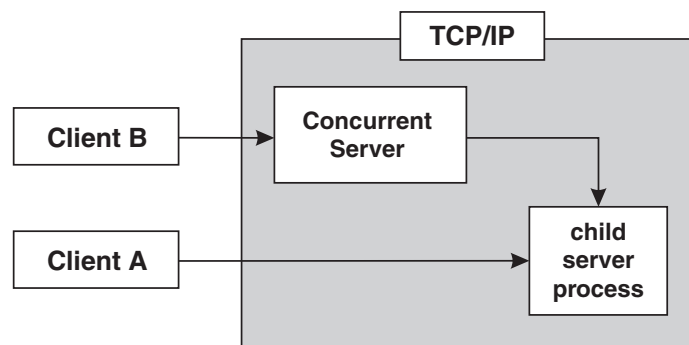 TCP/IP
Client B
Concurrent
Server
Client A
child
server
process